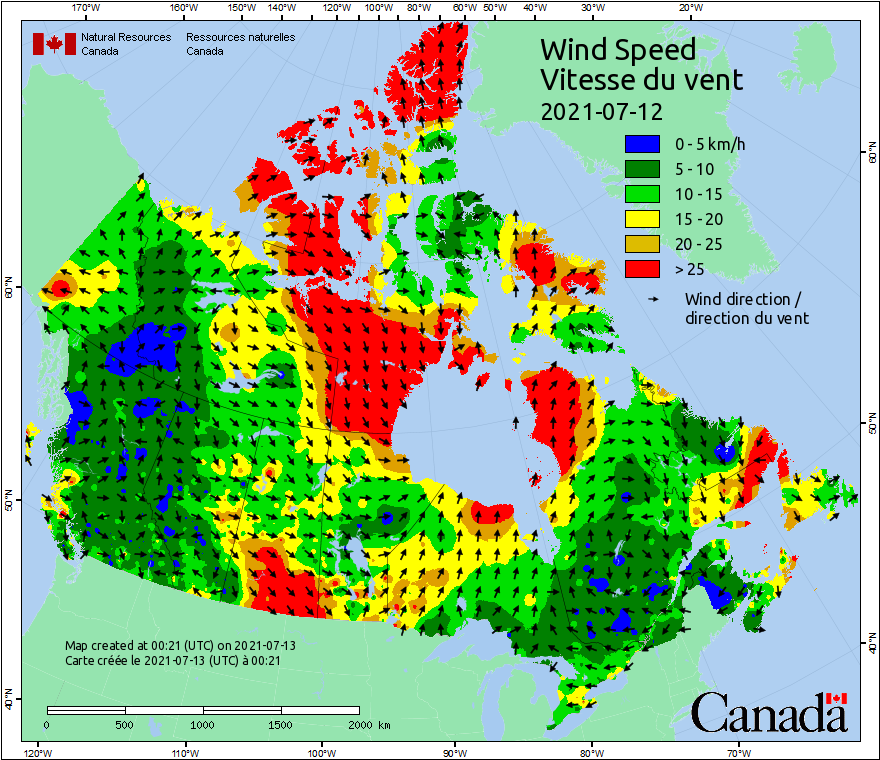 170°W 160°W 150°W 140°W 130°W 120°W 110°W 100°W 90°W 80°W 70°W 60°W 50°W 40°W 30°W 20°W
Natural Resources Ressources naturelles
Canada Canada
Wind Speed
Vitesse du vent
2021-07-12
0 - 5 km/h
5 - 10
10 - 15
15 - 20
20 - 25
> 25
Wind direction /
direction du vent
60°N
60°N
50°N
50°N
40°N
40°N
Map created at 00:21 (UTC) on 2021-07-13
Carte créée le 2021-07-13 (UTC) à 00:21
0 500 1000 1500 2000 km
Canada
120°W 110°W 100°W 90°W 80°W 70°W